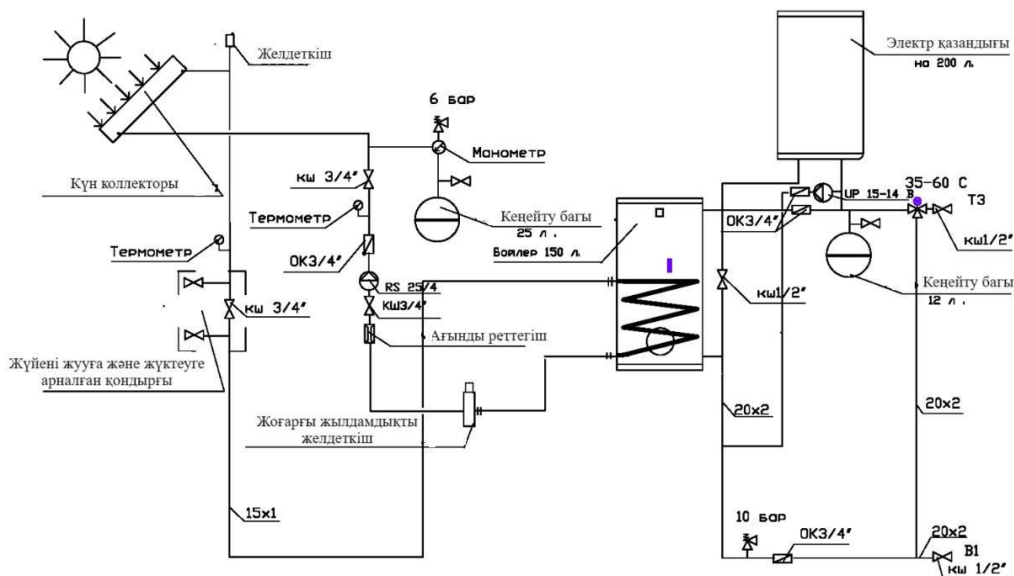 Желдеткіш
Электр қазандығы
на 200 л.
6 бар
Манометр
Күн коллекторы
кш 3/4"
Термометр
Кеңейту багы
25 л .
ОК3/4"
UP 15-14 В
35-60 С
Т3
ОК3/4"
кш1/2"
Термометр
Бойлер 150 л.
RS 25/4
кш 3/4"
КШ3/4"
кш1/2"
Кеңейту багы
12 л .
Ағынды реттегіш
Жүйені жууға және жүктеуге
арналған қондырғы
Жоғарғы жылдамдықты
желдеткіш
20х2
20х2
15х1
10 бар
ОК3/4"
20х2
В1
кш 1/2"